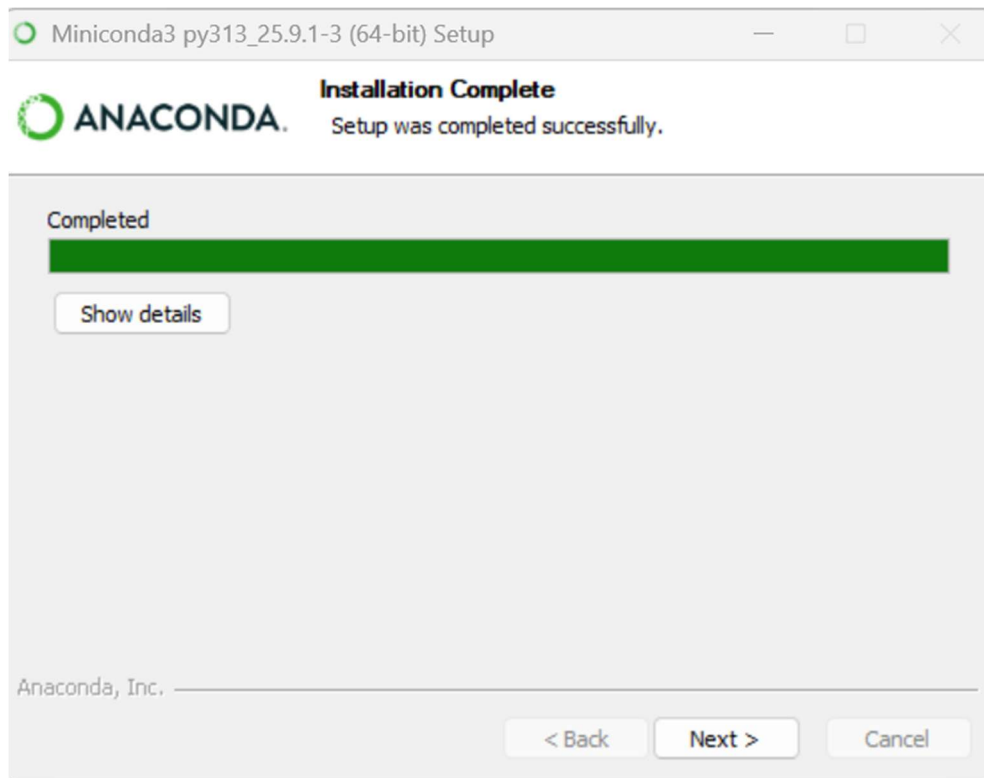 Miniconda3 py313_25.9.1-3 (64-bit) Setup
ANACONDA.
Installation Complete
Setup was completed successfully.
Completed
Show details
Anaconda, Inc.
< Back
Next >
Cancel